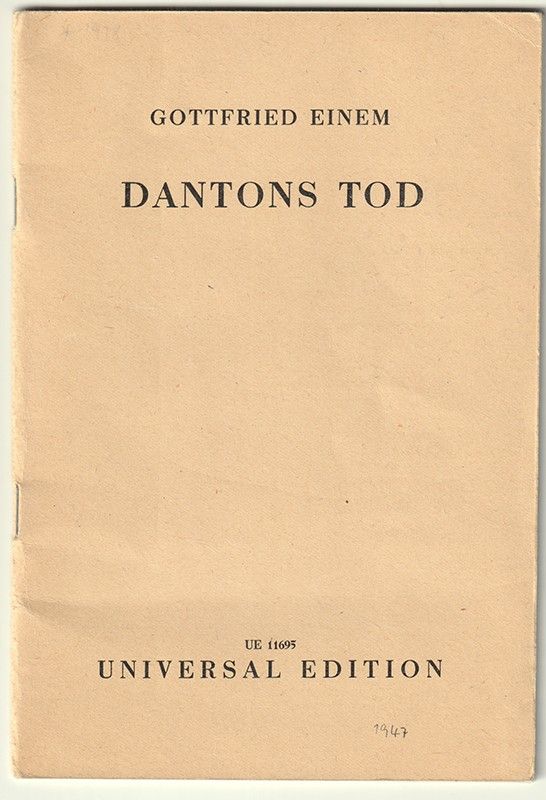 GOTTFRIED EINEM
DANTONS TOD
UE 11695
UNIVERSAL EDITION
1947